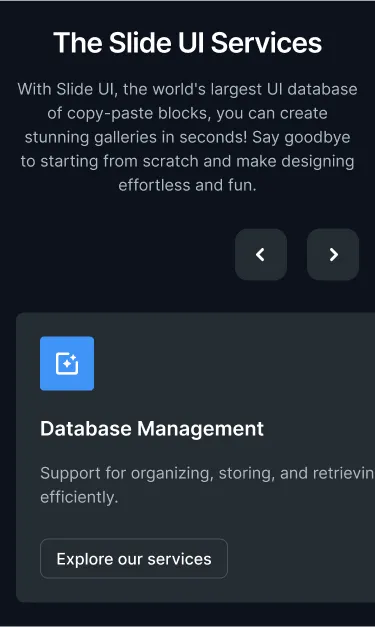 The Slide UI Services
With Slide UI, the world's largest UI database
of copy-paste blocks, you can create
stunning galleries in seconds! Say goodbye
to starting from scratch and make designing
effortless and fun.
Database Management
Support for organizing, storing, and retrievin
efficiently.
Explore our services